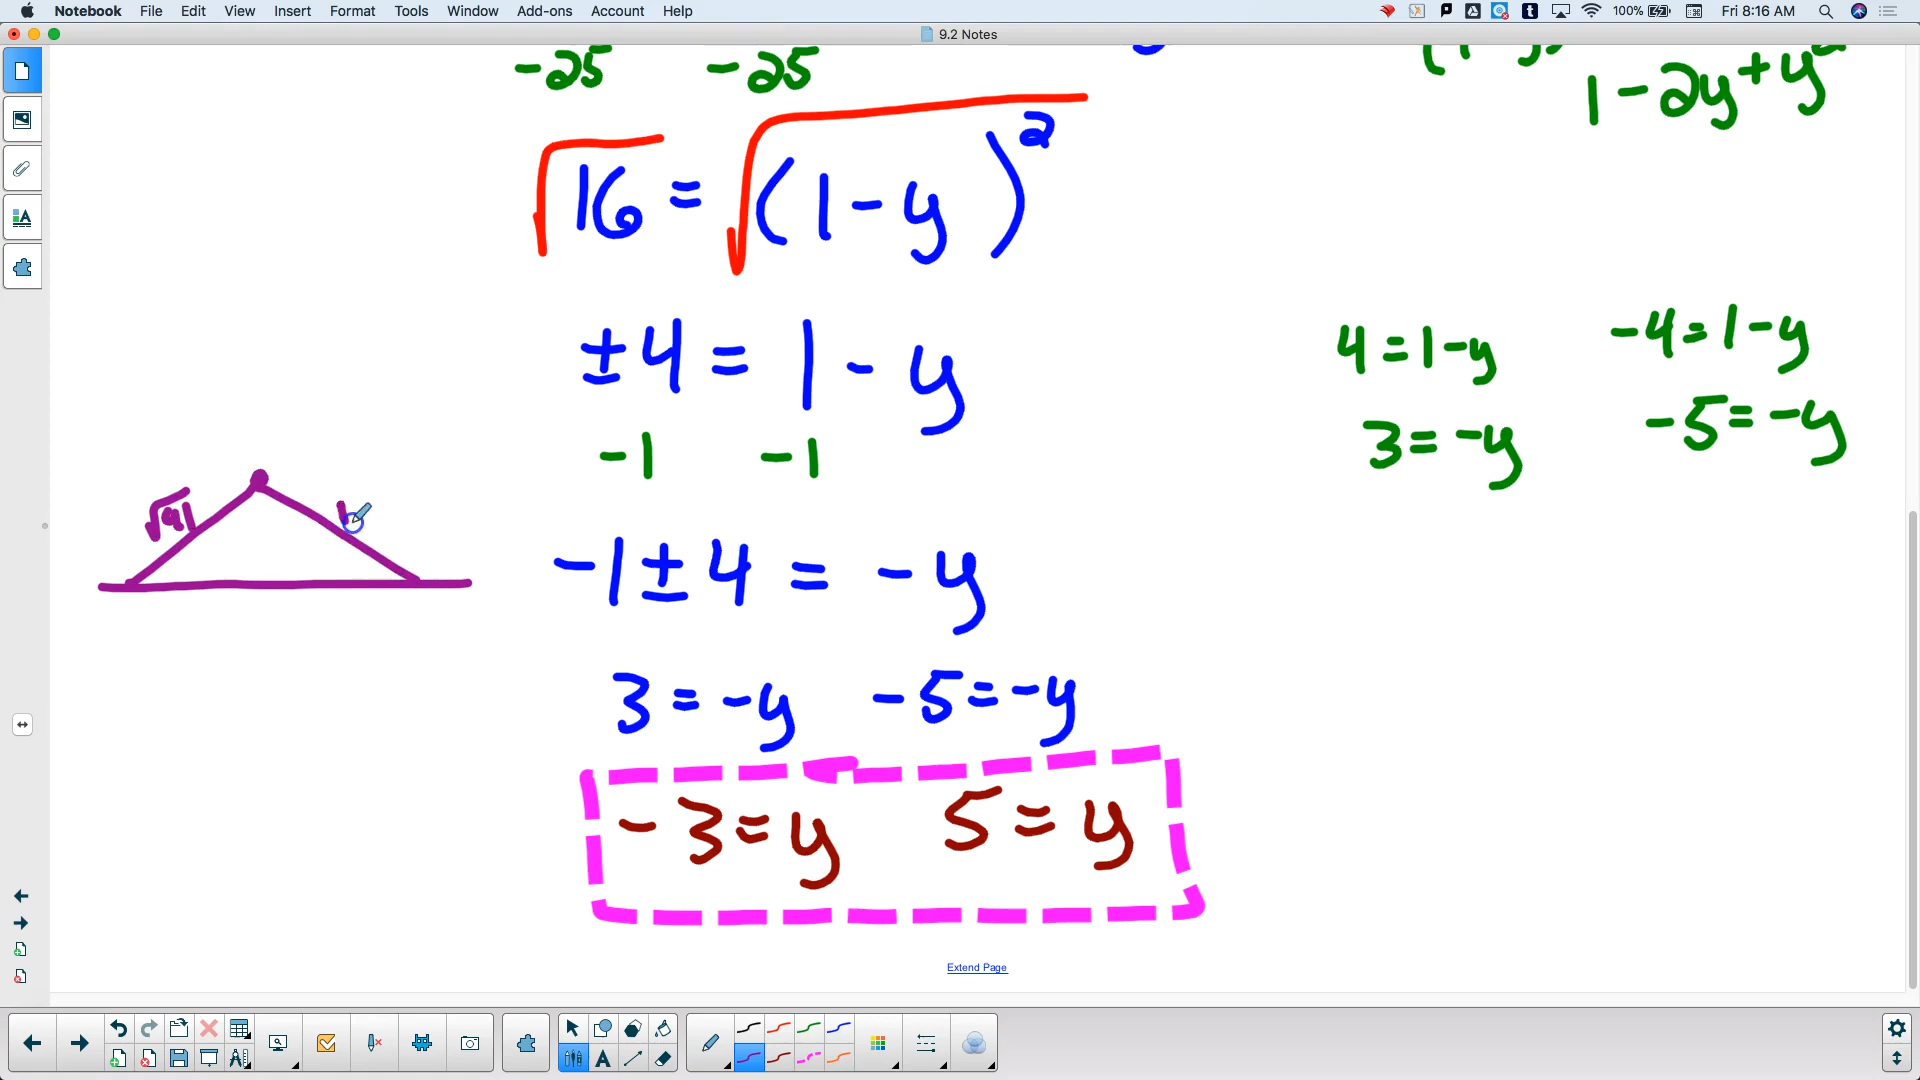 Notebook File Edit View Insert Format Tools Window Add-ons Account Help 100% Fri 8:16 AM
9.2 Notes
-25 -25
1-2y+y²
√16 = √(1-y)²
±4 = 1-y
-1 -1
4=1-y -4=1-y
3=-y -5=-y
√41
-1±4 = -y
3=-y -5=-y
-3=y 5=y
Extend Page